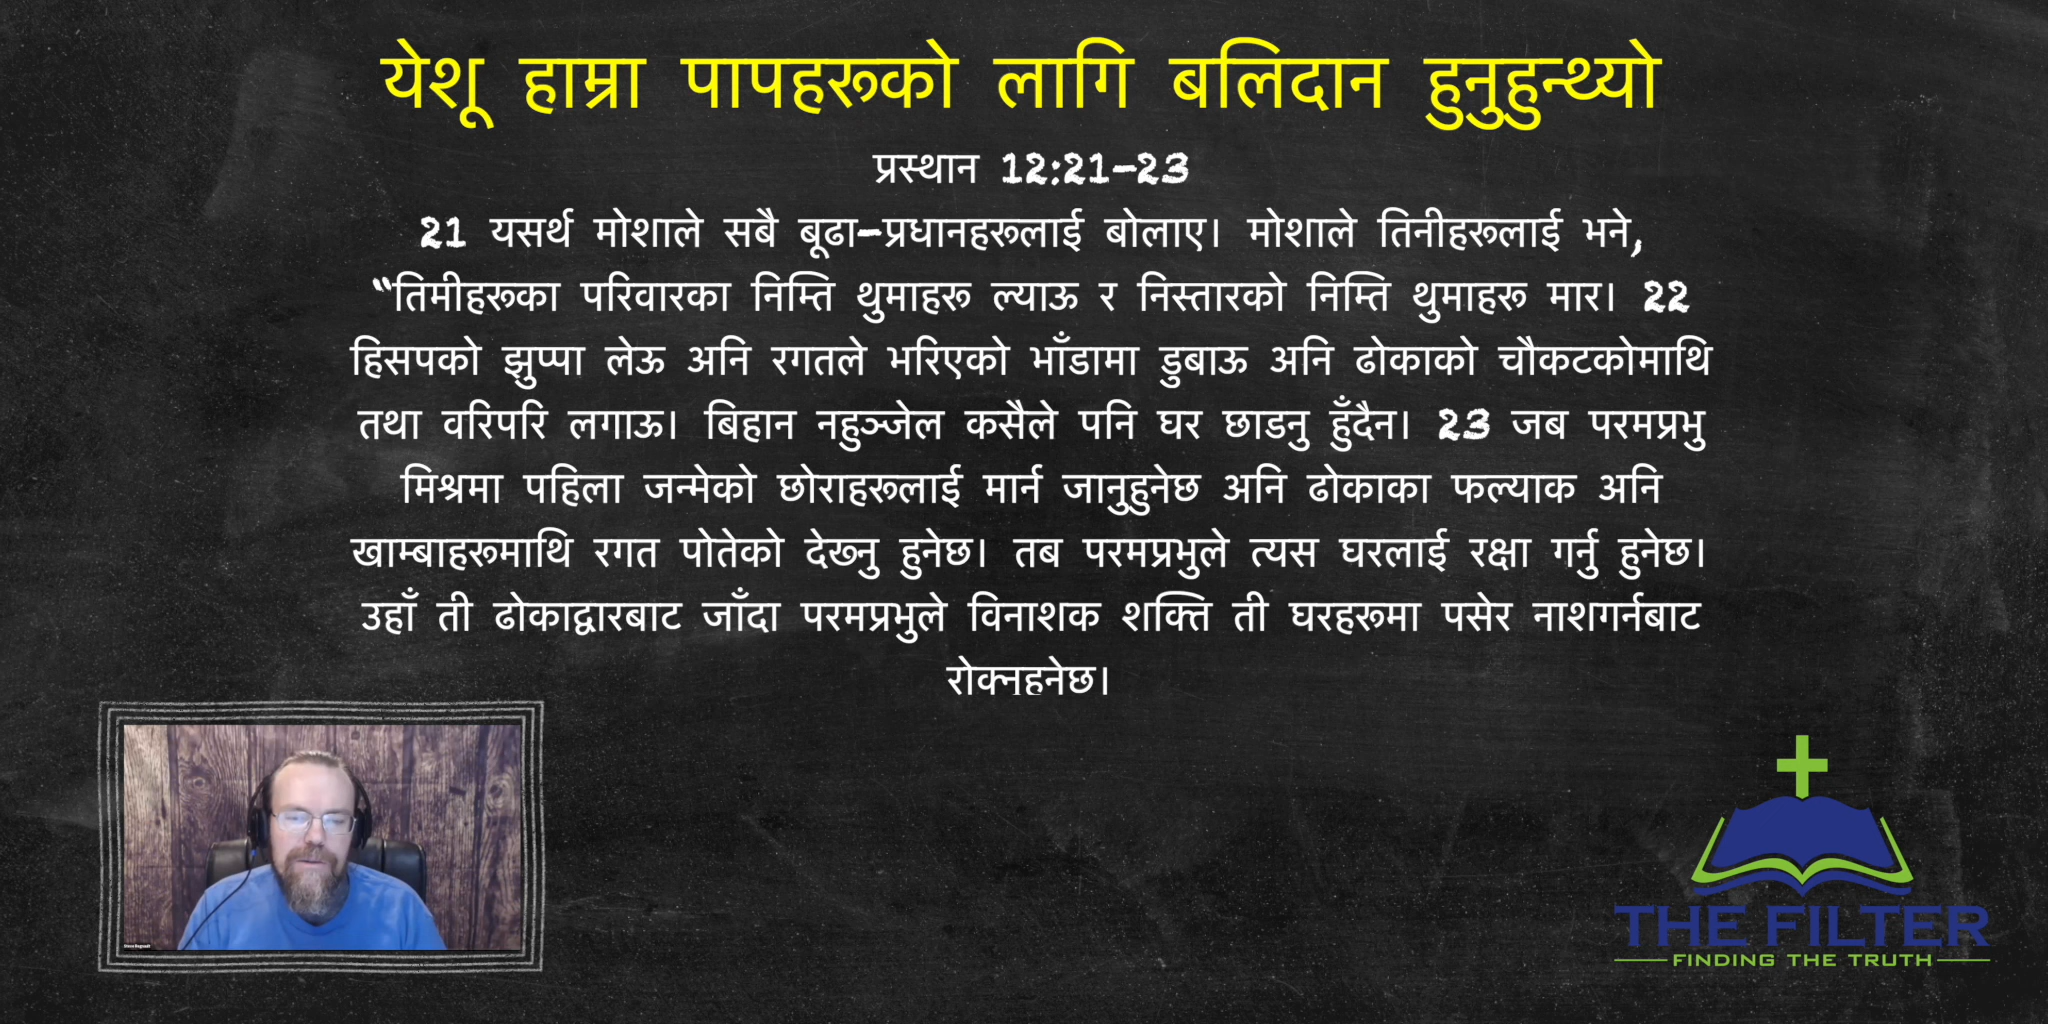 येशू हाम्रा पापहरूको लागि बलिदान हुनुहुन्थ्यो
प्रस्थान 12:21-23
21 यसर्थ मोशाले सबै बूढा-प्रधानहरूलाई बोलाए। मोशाले तिनीहरूलाई भने,
“तिमीहरूका परिवारका निम्ति थुमाहरू ल्याऊ र निस्तारको निम्ति थुमाहरू मार। 22
हिसपको झुप्पा लेऊ अनि रगतले भरिएको भाँडामा डुबाऊ अनि ढोकाको चौकटकोमाथि
तथा वरिपरि लगाऊ। बिहान नहुञ्जेल कसैले पनि घर छाडनु हुँदैन। 23 जब परमप्रभु
मिश्रमा पहिला जन्मेको छोराहरूलाई मार्न जानुहुनेछ अनि ढोकाका फल्याक अनि
खाम्बाहरूमाथि रगत पोतेको देख्नु हुनेछ। तब परमप्रभुले त्यस घरलाई रक्षा गर्नु हुनेछ।
उहाँ ती ढोकाद्वारबाट जाँदा परमप्रभुले विनाशक शक्ति ती घरहरूमा पसेर नाशगर्नबाट
रोक्नुहुनेछ।
THE FILTER
FINDING THE TRUTH